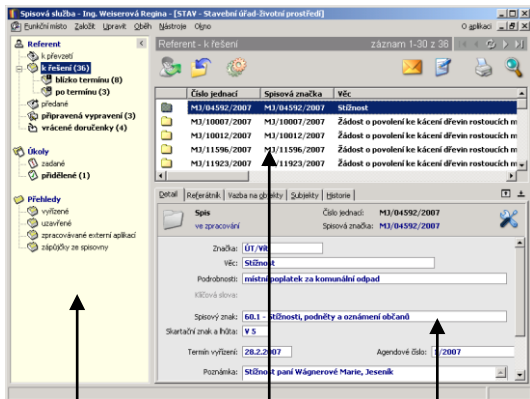 Spisová služba - Ing. Weiserová Regina - [STAV - Stavební úřad-životní prostředí]
Funkční místo Založit Upravit Oběh Nástroje Okno O aplikaci
Referent
k převzetí
k řešení (36)
blízko termínu (8)
po termínu (3)
předané
připravená vypravení (3)
vrácené doručenky (4)
Úkoly
zadané
přidělené (1)
Přehledy
vyřízené
uzavřené
zpracovávané externí aplikací
zápůjčky ze spisovny
Referent - k řešení záznam 1-30 z 36
Číslo jednací Spisová značka Věc
MJ/04592/2007 MJ/04592/2007 Stížnost
MJ/10007/2007 MJ/10007/2007 Žádost o povolení ke kácení dřevin rostoucích m
MJ/10012/2007 MJ/10012/2007 Žádost o povolení ke kácení dřevin rostoucích m
MJ/11596/2007 MJ/11596/2007 Žádost o povolení ke kácení dřevin rostoucích m
MJ/11923/2007 MJ/11923/2007 Žádost o povolení ke kácení dřevin rostoucích m
Detail Referátník Vazba na objekty Subjekty Historie
Spis Číslo jednací: MJ/04592/2007
ve zpracování Spisová značka: MJ/04592/2007
Značka: ÚT/Vít
Věc: Stížnost
Podrobnosti: místní poplatek za komunální odpad
Klíčová slova:
Spisový znak: 60.1 - Stížnosti, podněty a oznámení občanů
Skartační znak a lhůta: V 5
Termín vyřízení: 28.2.2007 Agendové číslo: 1/2007
Poznámka: Stížnost paní Wágnerové Marie, Jeseník